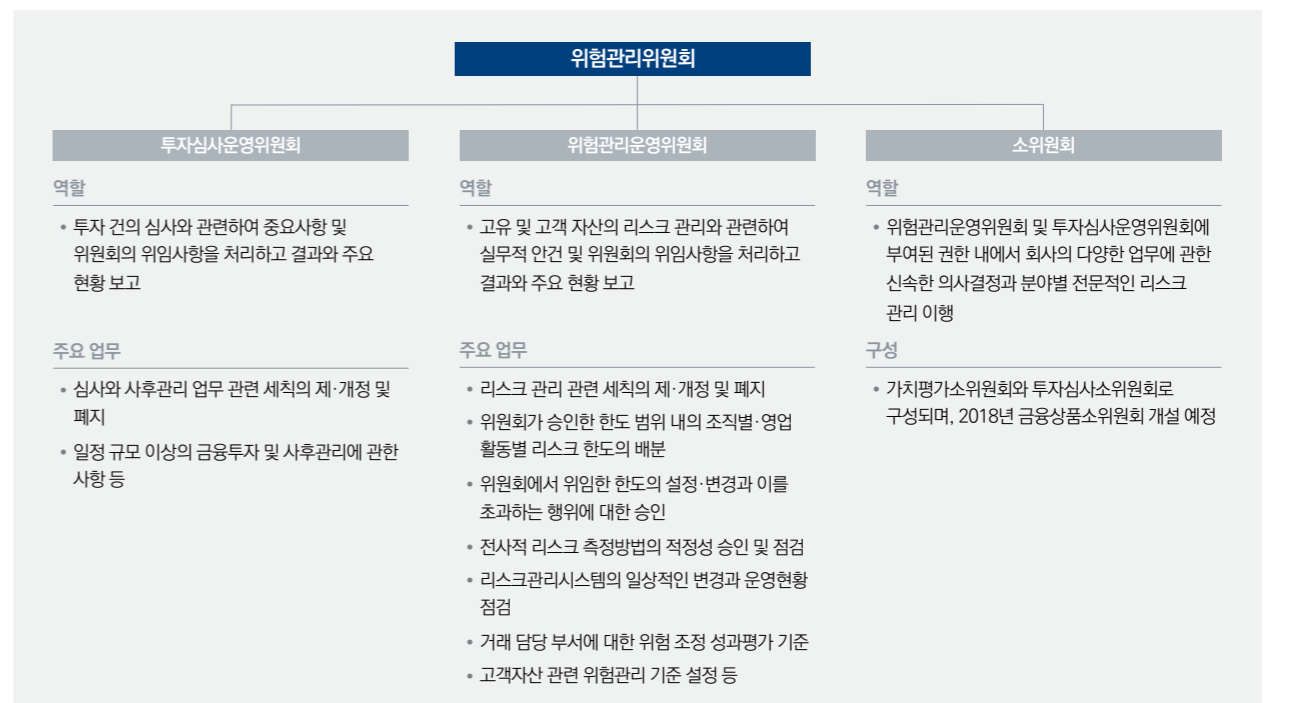 위험관리위원회
투자심사운영위원회
역할
• 투자 건의 심사와 관련하여 중요사항 및
위원회의 위임사항을 처리하고 결과와 주요
현황 보고
주요 업무
• 심사와 사후관리 업무 관련 세칙의 제·개정 및
폐지
• 일정 규모 이상의 금융투자 및 사후관리에 관한
사항 등
위험관리운영위원회
역할
• 고유 및 고객 자산의 리스크 관리와 관련하여
실무적 안건 및 위원회의 위임사항을 처리하고
결과와 주요 현황 보고
주요 업무
• 리스크 관리 관련 세칙의 제·개정 및 폐지
• 위원회가 승인한 한도 범위 내의 조직별·영업
활동별 리스크 한도의 배분
• 위원회에서 위임한 한도의 설정·변경과 이를
초과하는 행위에 대한 승인
• 전사적 리스크 측정방법의 적정성 승인 및 점검
• 리스크관리시스템의 일상적인 변경과 운영현황
점검
• 거래 담당 부서에 대한 위험 조정 성과평가 기준
• 고객자산 관련 위험관리 기준 설정 등
소위원회
역할
• 위험관리운영위원회 및 투자심사운영위원회에
부여된 권한 내에서 회사의 다양한 업무에 관한
신속한 의사결정과 분야별 전문적인 리스크
관리 이행
구성
• 가치평가소위원회와 투자심사소위원회로
구성되며, 2018년 금융상품소위원회 개설 예정